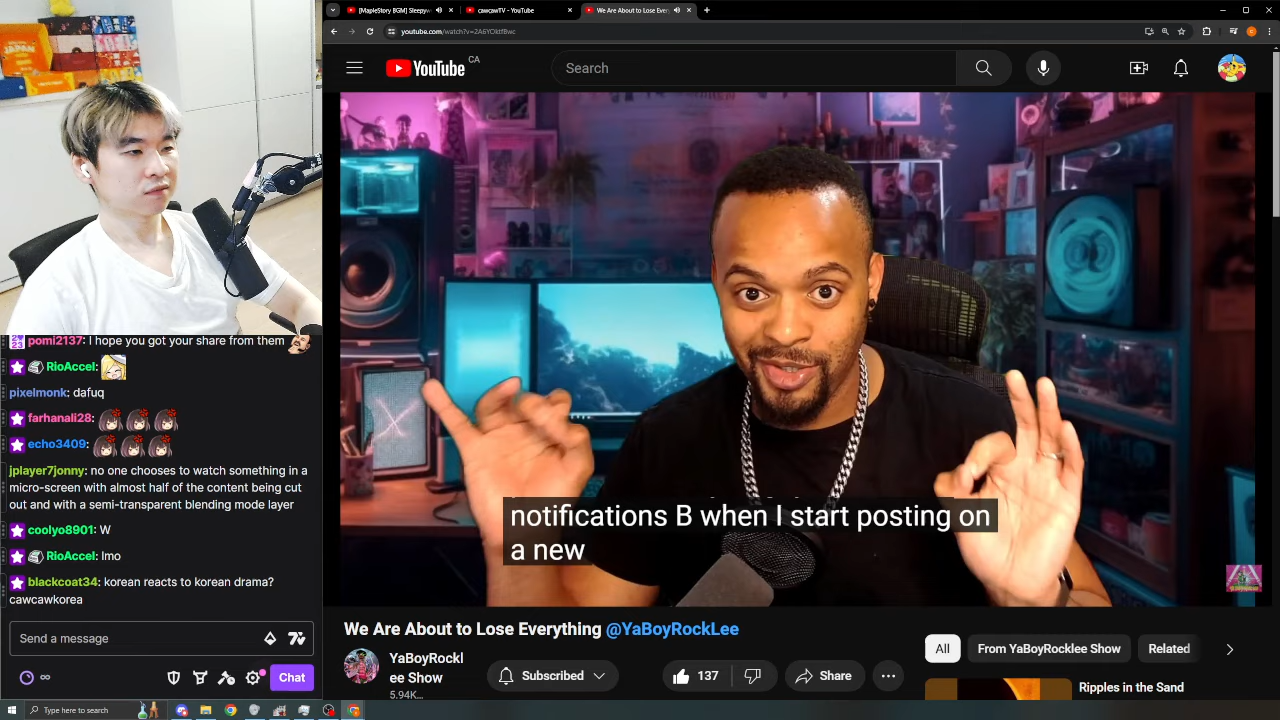 [MapleStory BGM] Sleepyw
cawcawTV - YouTube
We Are About to Lose Every
youtube.com/watch?v=2A6YOktfBwc
YouTube CA
Search
pomi2137: I hope you got your share from them
RioAccel:
pixelmonk: dafuq
farhanali28:
echo3409:
jplayer7jonny: no one chooses to watch something in a
micro-screen with almost half of the content being cut
out and with a semi-transparent blending mode layer
coolyo8901: W
RioAccel: lmo
blackcoat34: korean reacts to korean drama?
cawcawkorea
Send a message
Chat
notifications B when I start posting on
a new
We Are About to Lose Everything @YaBoyRockLee
YaBoyRockl
ee Show
5.94K...
Subscribed
137
Share
All
From YaBoyRocklee Show
Related
Ripples in the Sand
Type here to search